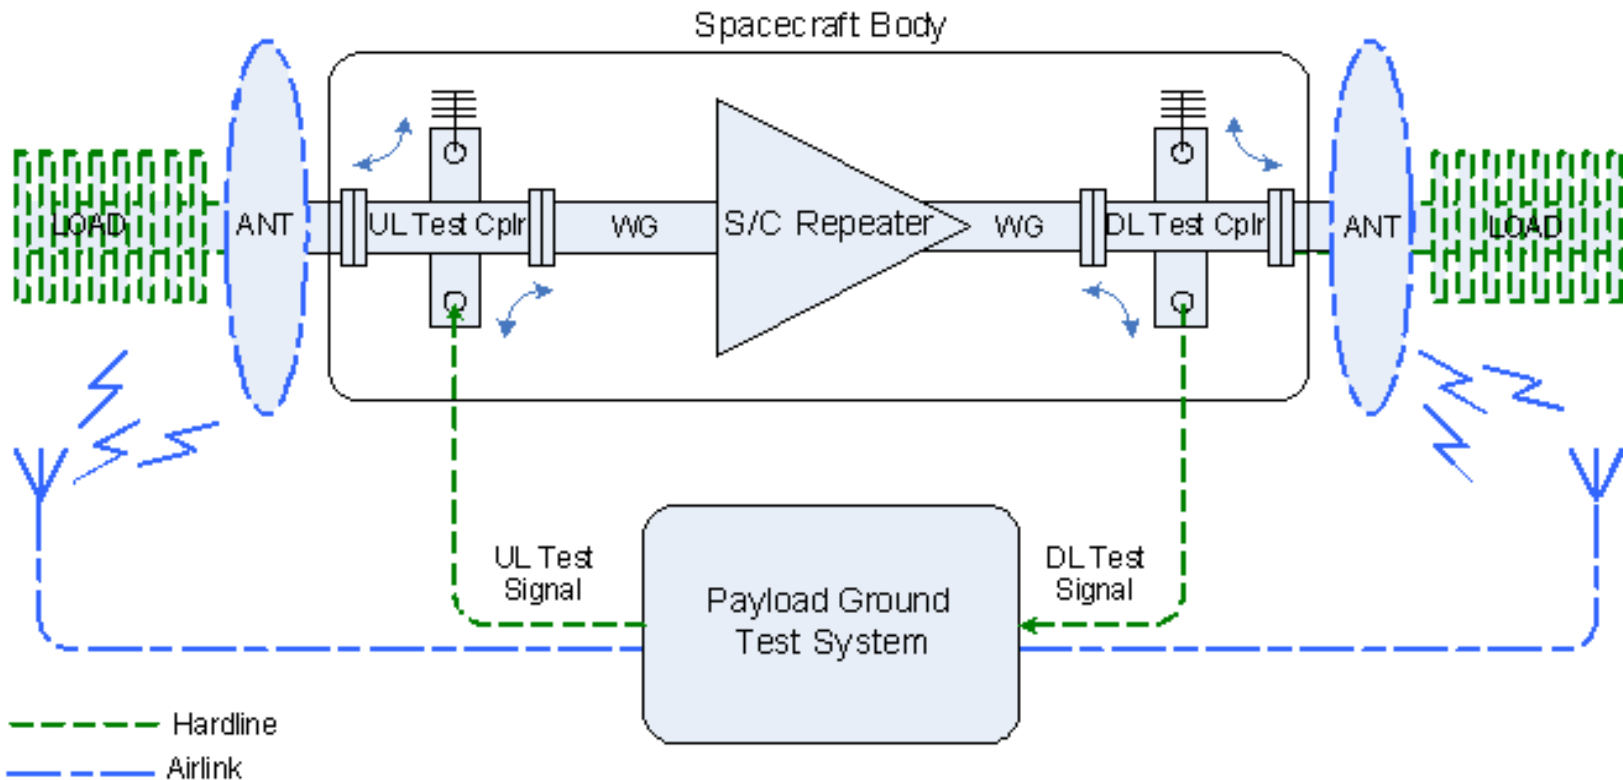 Spacecraft Body
LOAD
ANT
UL Test Cplr
WG
S/C Repeater
WG
DL Test Cplr
ANT
LOAD
UL Test
Signal
DL Test
Signal
Payload Ground
Test System
Hardline
Airlink